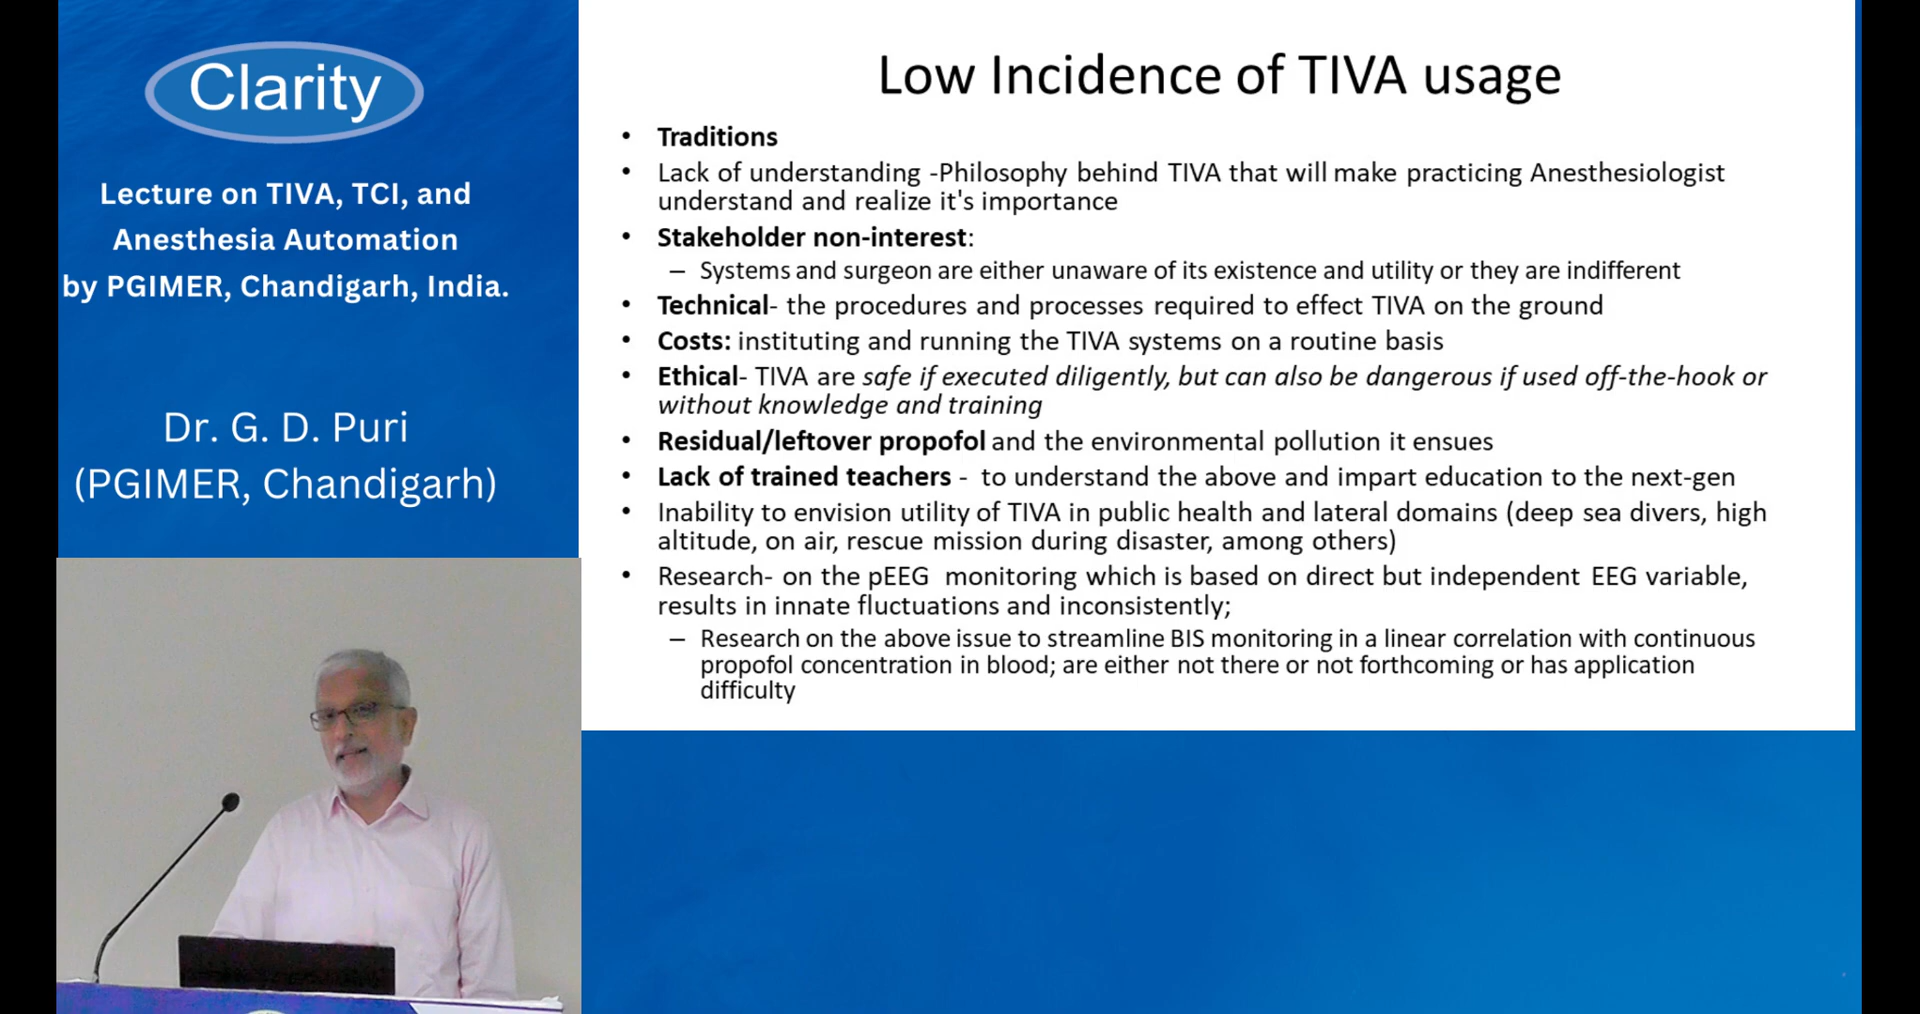 Clarity
Lecture on TIVA, TCI, and
Anesthesia Automation
by PGIMER, Chandigarh, India.
Dr. G. D. Puri
(PGIMER, Chandigarh)
Low Incidence of TIVA usage
• Traditions
• Lack of understanding -Philosophy behind TIVA that will make practicing Anesthesiologist
understand and realize it's importance
• Stakeholder non-interest:
– Systems and surgeon are either unaware of its existence and utility or they are indifferent
• Technical- the procedures and processes required to effect TIVA on the ground
• Costs: instituting and running the TIVA systems on a routine basis
• Ethical- TIVA are safe if executed diligently, but can also be dangerous if used off-the-hook or
without knowledge and training
• Residual/leftover propofol and the environmental pollution it ensues
• Lack of trained teachers - to understand the above and impart education to the next-gen
• Inability to envision utility of TIVA in public health and lateral domains (deep sea divers, high
altitude, on air, rescue mission during disaster, among others)
• Research- on the pEEG monitoring which is based on direct but independent EEG variable,
results in innate fluctuations and inconsistently;
– Research on the above issue to streamline BIS monitoring in a linear correlation with continuous
propofol concentration in blood; are either not there or not forthcoming or has application
difficulty